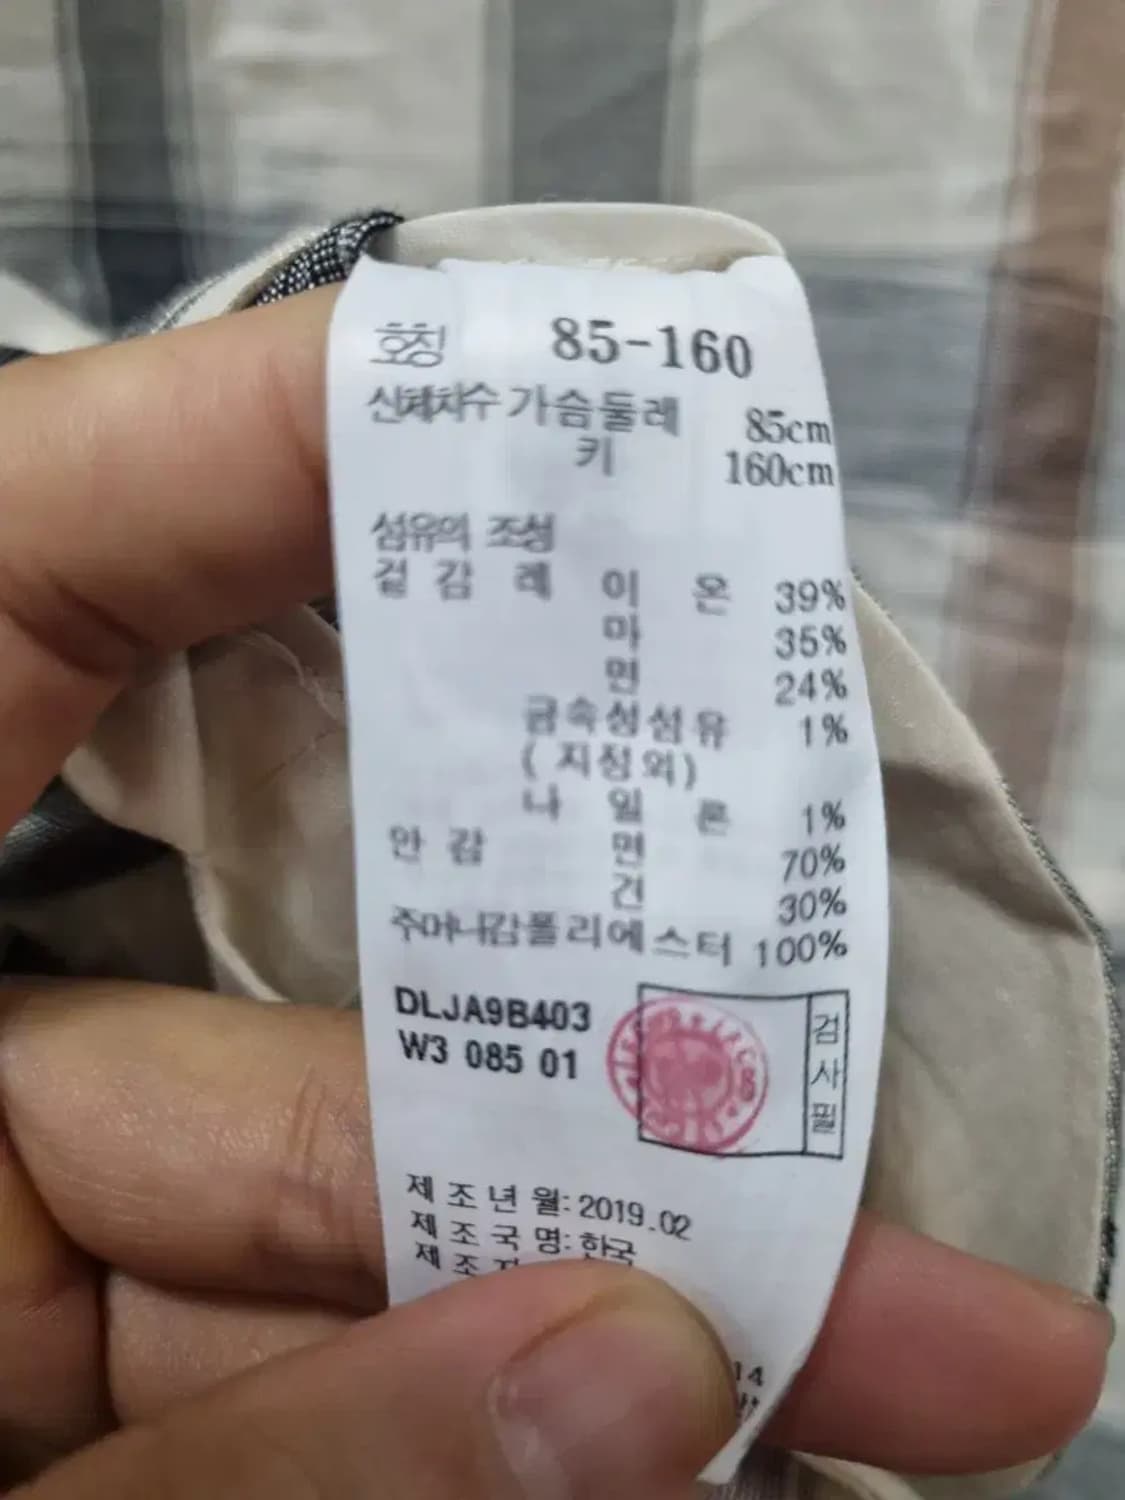 호칭 85-160
신체치수 가슴둘레 85cm
키 160cm
섬유의 조성
겉감 레이온 39%
마 35%
면 24%
금속성섬유 1%
(지정외)
나일론 1%
안감 면 70%
견 30%
주머니감 폴리에스터 100%
DLJA9B403
W3 085 01
검사필
제조년월: 2019.02
제조국명: 한국
제조
14